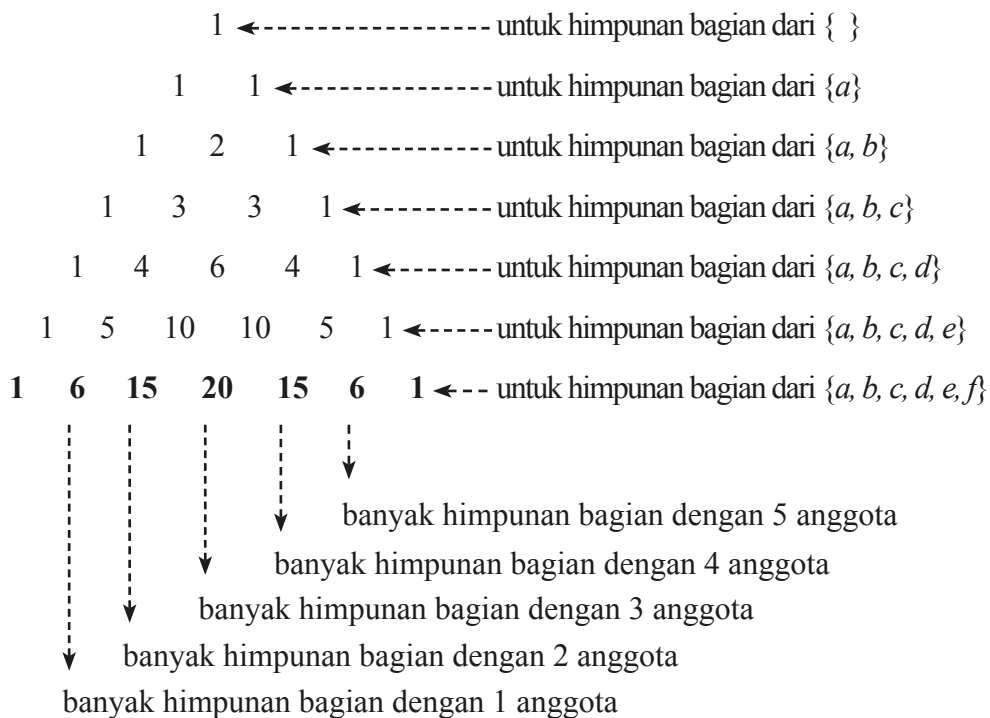 1 untuk himpunan bagian dari { }
1 1 untuk himpunan bagian dari {a}
1 2 1 untuk himpunan bagian dari {a, b}
1 3 3 1 untuk himpunan bagian dari {a, b, c}
1 4 6 4 1 untuk himpunan bagian dari {a, b, c, d}
1 5 10 10 5 1 untuk himpunan bagian dari {a, b, c, d, e}
1 6 15 20 15 6 1 untuk himpunan bagian dari {a, b, c, d, e, f}
banyak himpunan bagian dengan 5 anggota
banyak himpunan bagian dengan 4 anggota
banyak himpunan bagian dengan 3 anggota
banyak himpunan bagian dengan 2 anggota
banyak himpunan bagian dengan 1 anggota